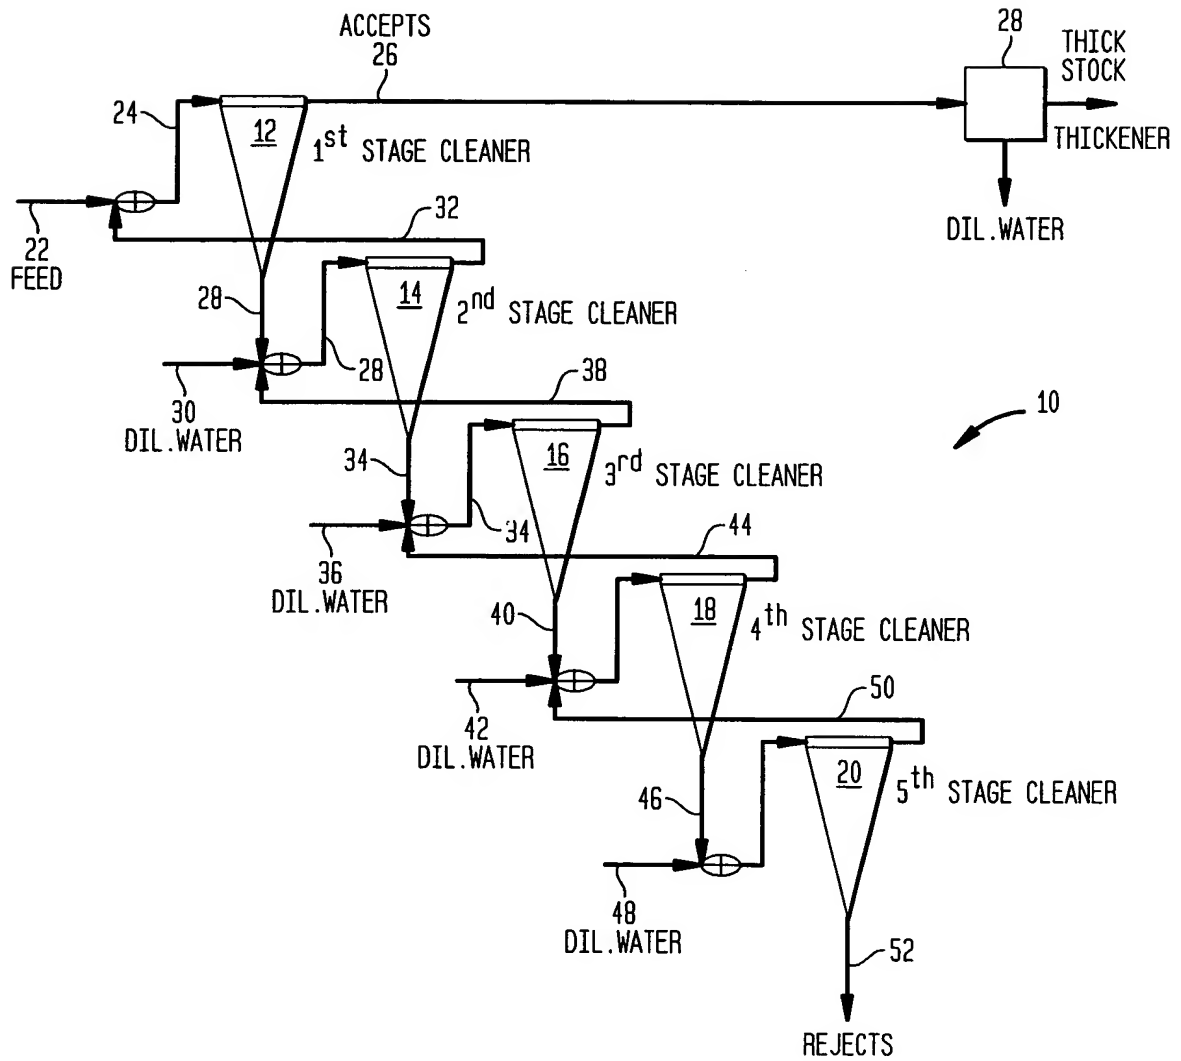 ACCEPTS
26
28
THICK
STOCK
THICKENER
DIL.WATER
24
12
1st STAGE CLEANER
22
FEED
32
28
14
2nd STAGE CLEANER
30
DIL.WATER
28
38
10
34
16
3rd STAGE CLEANER
36
DIL.WATER
34
44
40
18
4th STAGE CLEANER
42
DIL.WATER
50
46
20
5th STAGE CLEANER
48
DIL.WATER
52
REJECTS